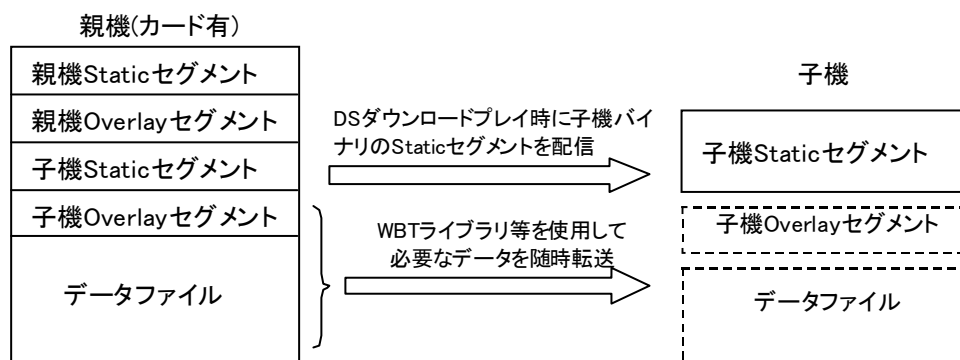 親機(カード有)
親機Staticセグメント
親機Overlayセグメント
子機Staticセグメント
子機Overlayセグメント
データファイル
DSダウンロードプレイ時に子機バイ
ナリのStaticセグメントを配信
WBTライブラリ等を使用して
必要なデータを随時転送
子機
子機Staticセグメント
子機Overlayセグメント
データファイル